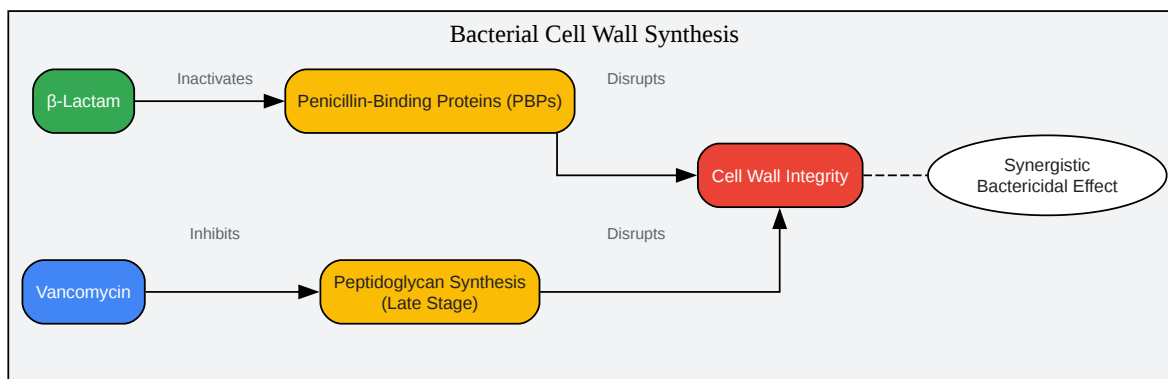 Bacterial Cell Wall Synthesis
Inactivates
Disrupts
β-Lactam
Penicillin-Binding Proteins (PBPs)
Cell Wall Integrity
Synergistic
Bactericidal Effect
Inhibits
Disrupts
Vancomycin
Peptidoglycan Synthesis
(Late Stage)